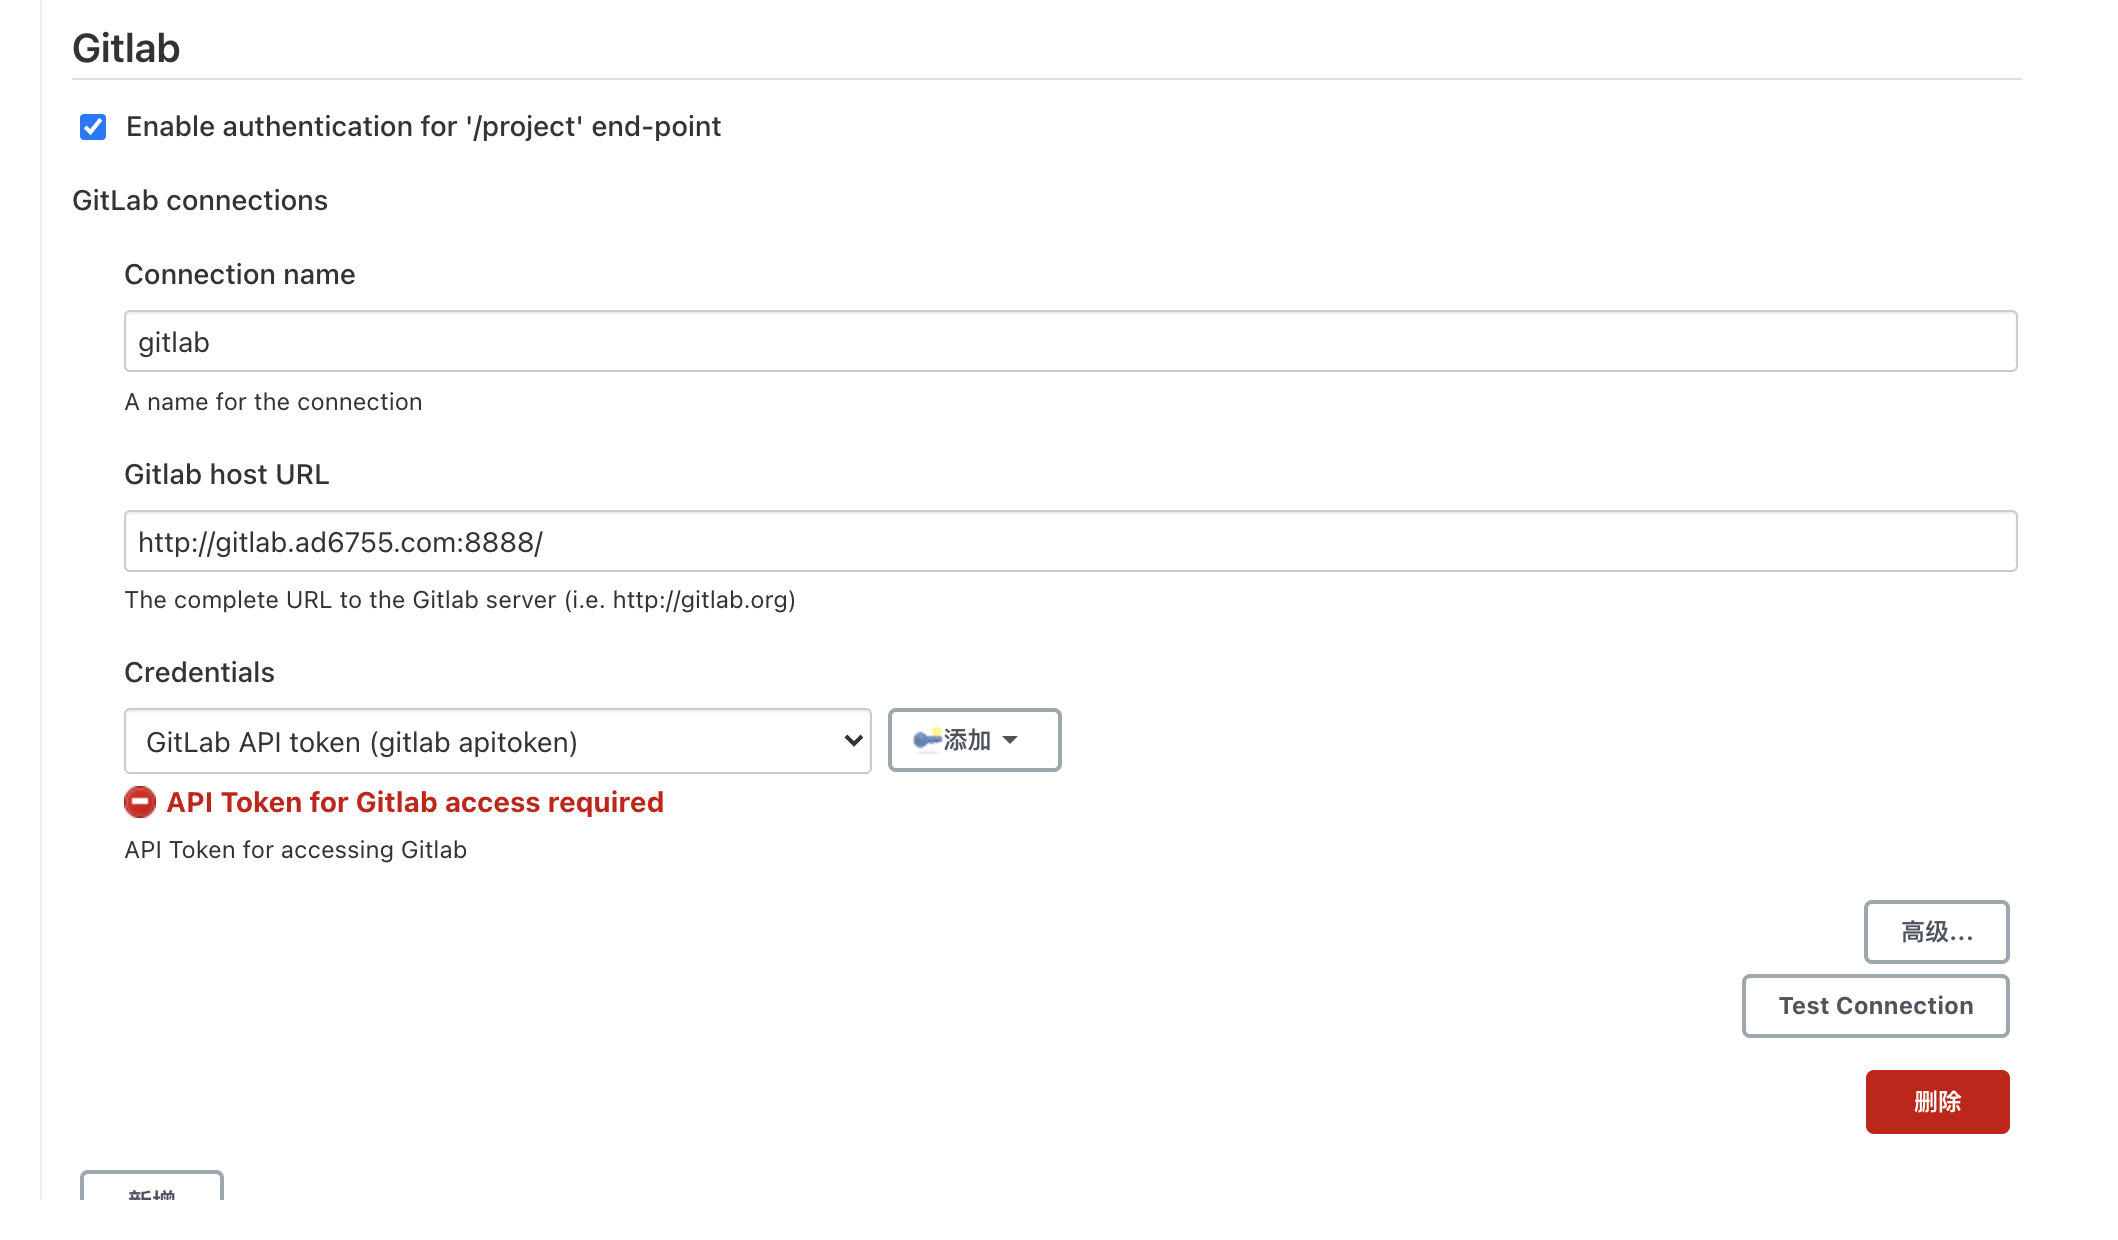 Gitlab
Enable authentication for '/project' end-point
GitLab connections
Connection name
gitlab
A name for the connection
Gitlab host URL
http://gitlab.ad6755.com:8888/
The complete URL to the Gitlab server (i.e. http://gitlab.org)
Credentials
GitLab API token (gitlab apitoken)
添加
API Token for Gitlab access required
API Token for accessing Gitlab
高级...
Test Connection
删除
新增